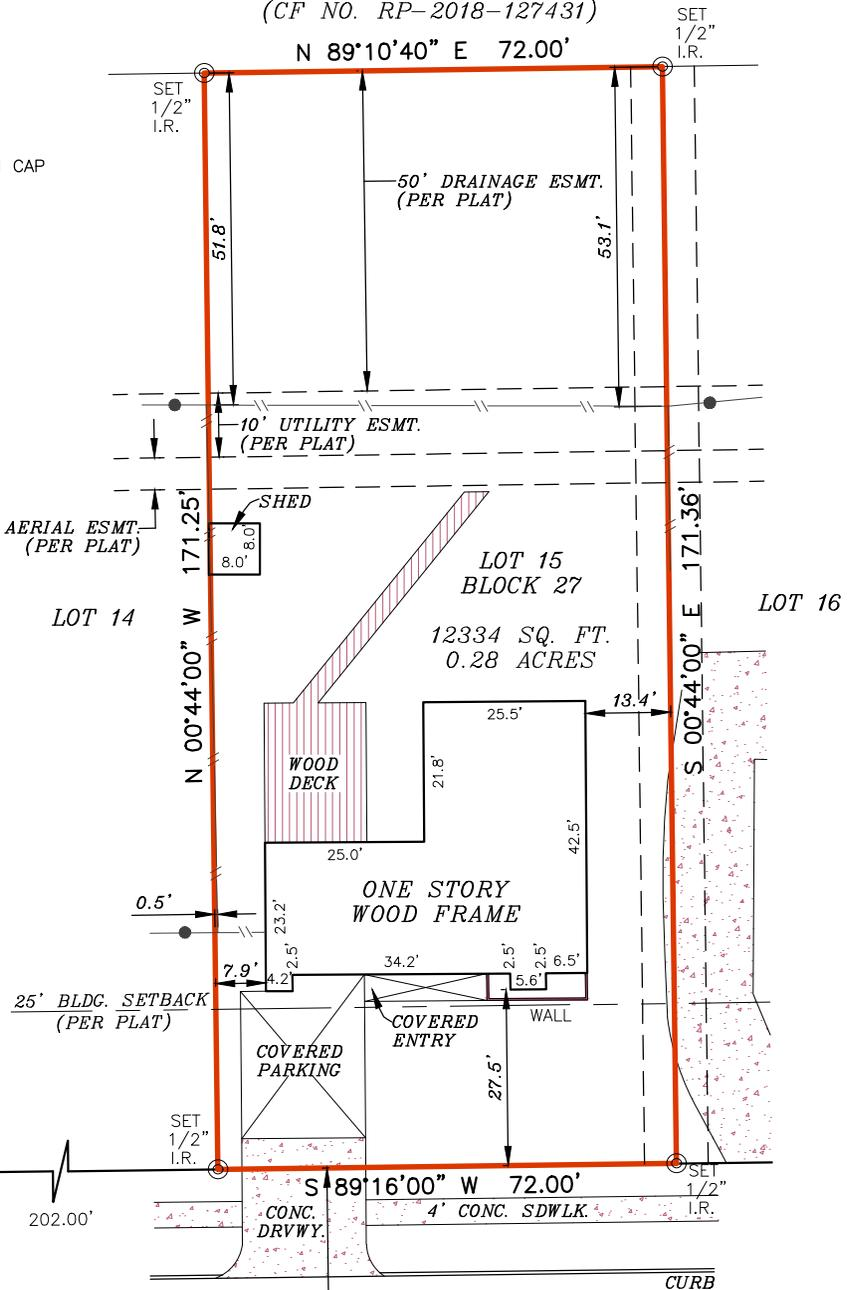 (CF NO. RP-2018-127431)
N 89°10'40" E 72.00'
SET
1/2"
I.R.
SET
1/2"
I.R.
CAP
50' DRAINAGE ESMT.
(PER PLAT)
51.8'
53.1'
10' UTILITY ESMT.
(PER PLAT)
SHED
8.0'
8.0'
AERIAL ESMT.
(PER PLAT)
N 00°44'00" W 171.25'
S 00°44'00" E 171.36'
LOT 15
BLOCK 27
LOT 14
LOT 16
12334 SQ. FT.
0.28 ACRES
13.4'
25.5'
WOOD
DECK
21.8'
42.5'
25.0'
ONE STORY
WOOD FRAME
0.5'
23.2'
2.5'
34.2'
2.5'
2.5'
6.5'
5.6'
7.9'
4.2'
25' BLDG. SETBACK
(PER PLAT)
WALL
COVERED
ENTRY
COVERED
PARKING
27.5'
SET
1/2"
I.R.
SET
1/2"
I.R.
S 89°16'00" W 72.00'
202.00'
CONC.
DRVWY.
4' CONC. SDWLK.
CURB